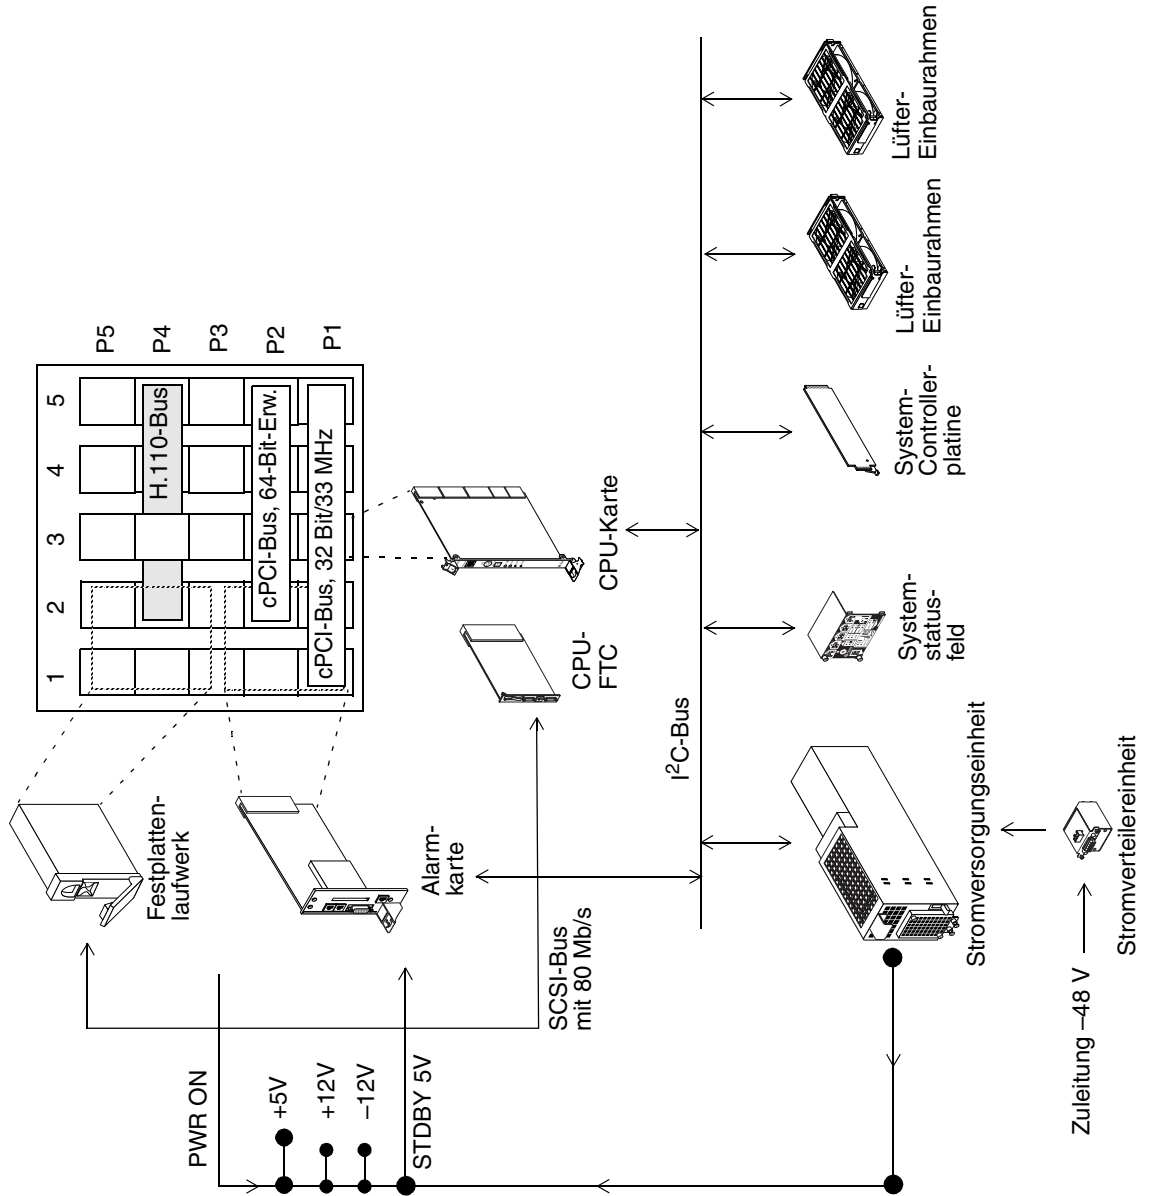 1
2
3
4
5
P5
P4
P3
P2
P1
H.110-Bus
cPCI-Bus, 64-Bit-Erw.
cPCI-Bus, 32 Bit/33 MHz
Festplatten-
laufwerk
Alarm-
karte
CPU-
FTC
CPU-Karte
SCSI-Bus
mit 80 Mb/s
PWR ON
+5V
+12V
–12V
STDBY 5V
I²C-Bus
Stromversorgungseinheit
System-
status-
feld
System-
Controller-
platine
Lüfter-
Einbaurahmen
Lüfter-
Einbaurahmen
Zuleitung –48 V
Stromverteilereinheit